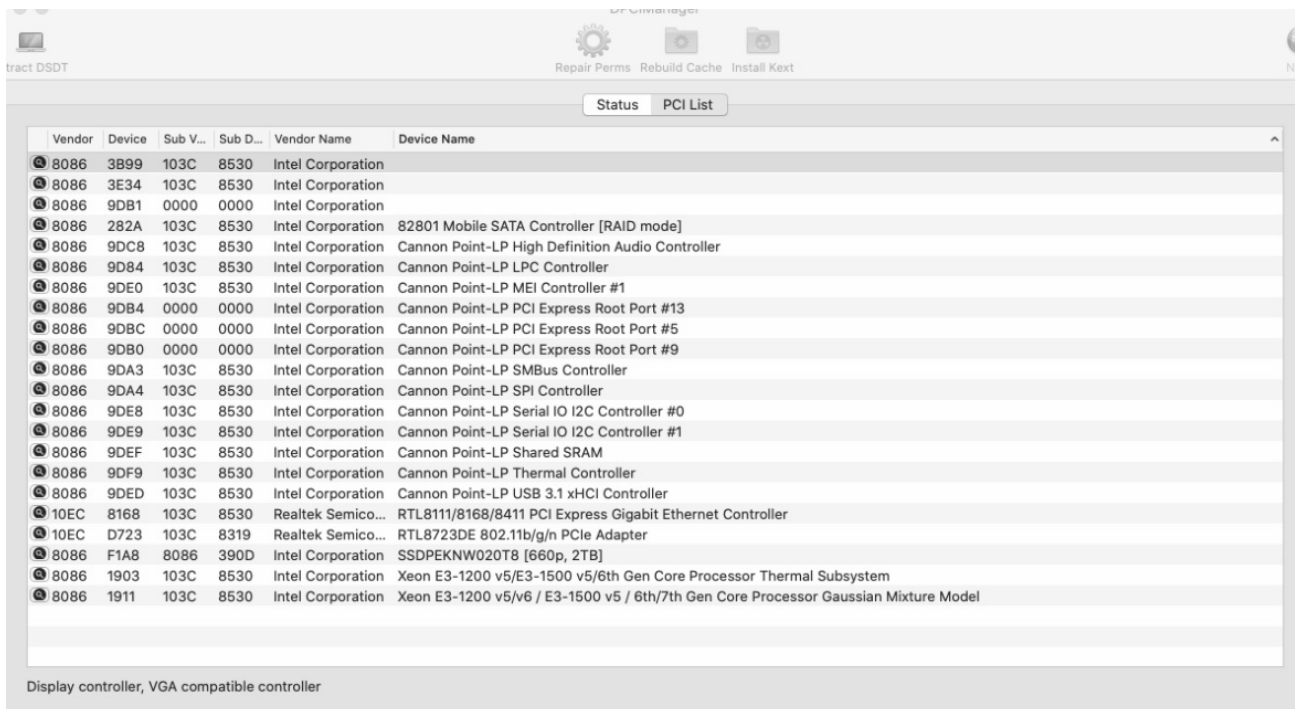 DPCIManager
tract DSDT
Repair Perms Rebuild Cache Install Kext
Status PCI List
Vendor Device Sub V... Sub D... Vendor Name Device Name
8086 3B99 103C 8530 Intel Corporation
8086 3E34 103C 8530 Intel Corporation
8086 9DB1 0000 0000 Intel Corporation
8086 282A 103C 8530 Intel Corporation 82801 Mobile SATA Controller [RAID mode]
8086 9DC8 103C 8530 Intel Corporation Cannon Point-LP High Definition Audio Controller
8086 9D84 103C 8530 Intel Corporation Cannon Point-LP LPC Controller
8086 9DE0 103C 8530 Intel Corporation Cannon Point-LP MEI Controller #1
8086 9DB4 0000 0000 Intel Corporation Cannon Point-LP PCI Express Root Port #13
8086 9DBC 0000 0000 Intel Corporation Cannon Point-LP PCI Express Root Port #5
8086 9DB0 0000 0000 Intel Corporation Cannon Point-LP PCI Express Root Port #9
8086 9DA3 103C 8530 Intel Corporation Cannon Point-LP SMBus Controller
8086 9DA4 103C 8530 Intel Corporation Cannon Point-LP SPI Controller
8086 9DE8 103C 8530 Intel Corporation Cannon Point-LP Serial IO I2C Controller #0
8086 9DE9 103C 8530 Intel Corporation Cannon Point-LP Serial IO I2C Controller #1
8086 9DEF 103C 8530 Intel Corporation Cannon Point-LP Shared SRAM
8086 9DF9 103C 8530 Intel Corporation Cannon Point-LP Thermal Controller
8086 9DED 103C 8530 Intel Corporation Cannon Point-LP USB 3.1 xHCI Controller
10EC 8168 103C 8530 Realtek Semico... RTL8111/8168/8411 PCI Express Gigabit Ethernet Controller
10EC D723 103C 8319 Realtek Semico... RTL8723DE 802.11b/g/n PCIe Adapter
8086 F1A8 8086 390D Intel Corporation SSDPEKNW020T8 [660p, 2TB]
8086 1903 103C 8530 Intel Corporation Xeon E3-1200 v5/E3-1500 v5/6th Gen Core Processor Thermal Subsystem
8086 1911 103C 8530 Intel Corporation Xeon E3-1200 v5/v6 / E3-1500 v5 / 6th/7th Gen Core Processor Gaussian Mixture Model
Display controller, VGA compatible controller